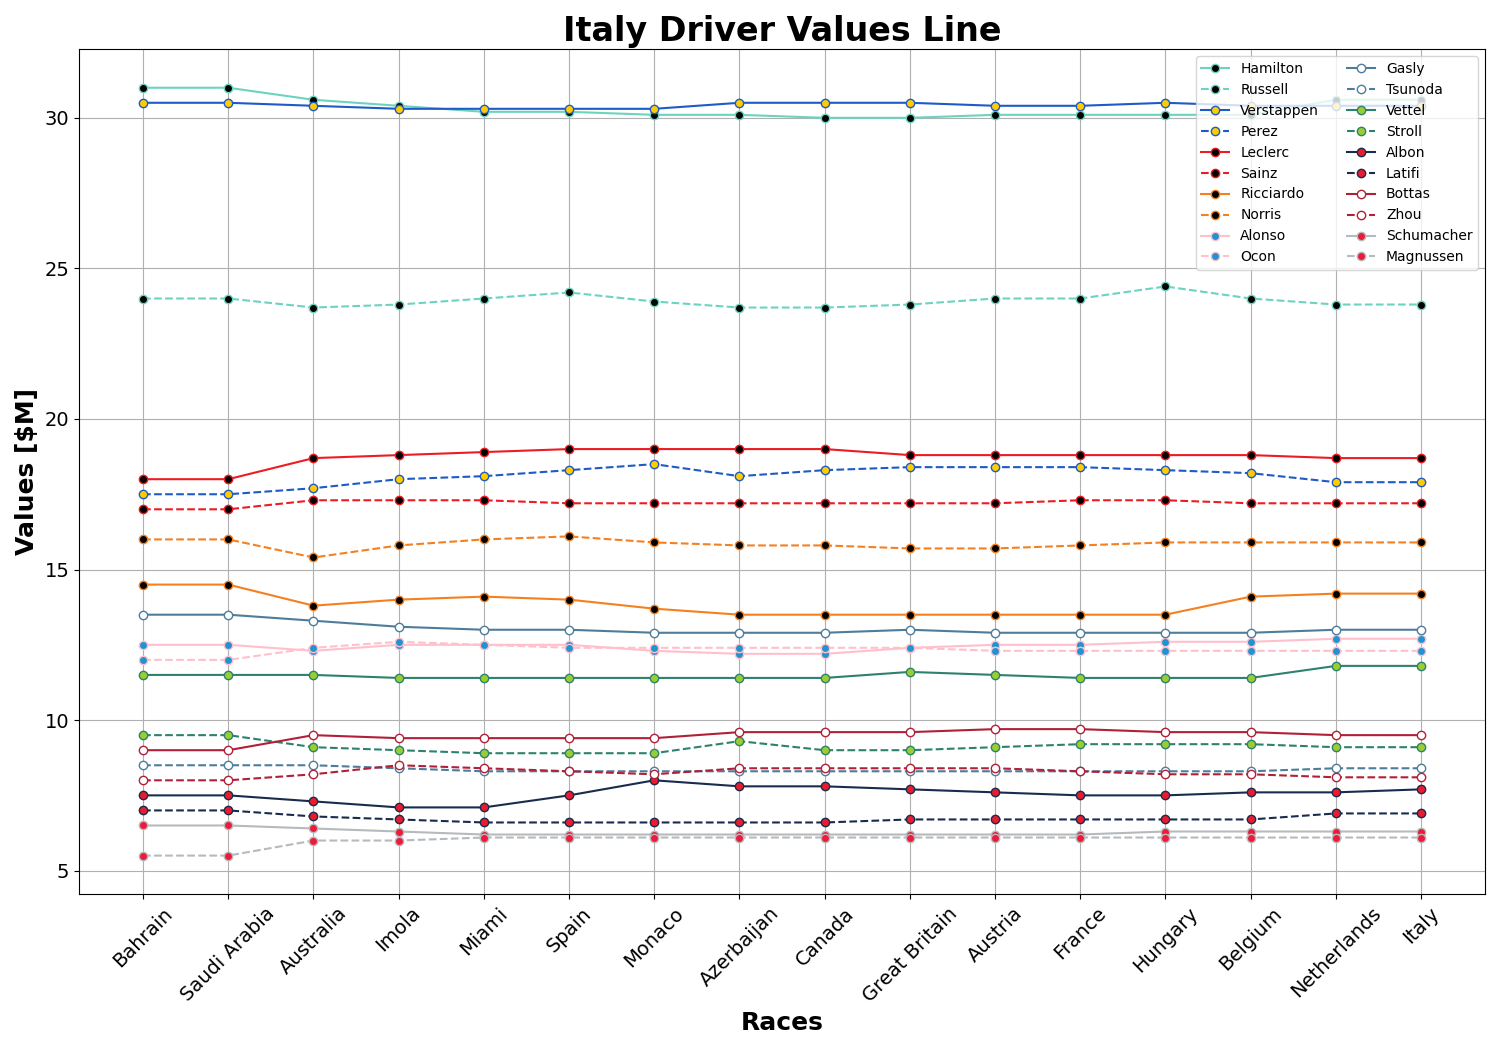 Italy Driver Values Line
Hamilton
Russell
Verstappen
Perez
Leclerc
Sainz
Ricciardo
Norris
Alonso
Ocon
Gasly
Tsunoda
Vettel
Stroll
Albon
Latifi
Bottas
Zhou
Schumacher
Magnussen
Values [$M]
30
25
20
15
10
5
Bahrain
Saudi Arabia
Australia
Imola
Miami
Spain
Monaco
Azerbaijan
Canada
Great Britain
Austria
France
Hungary
Belgium
Netherlands
Italy
Races